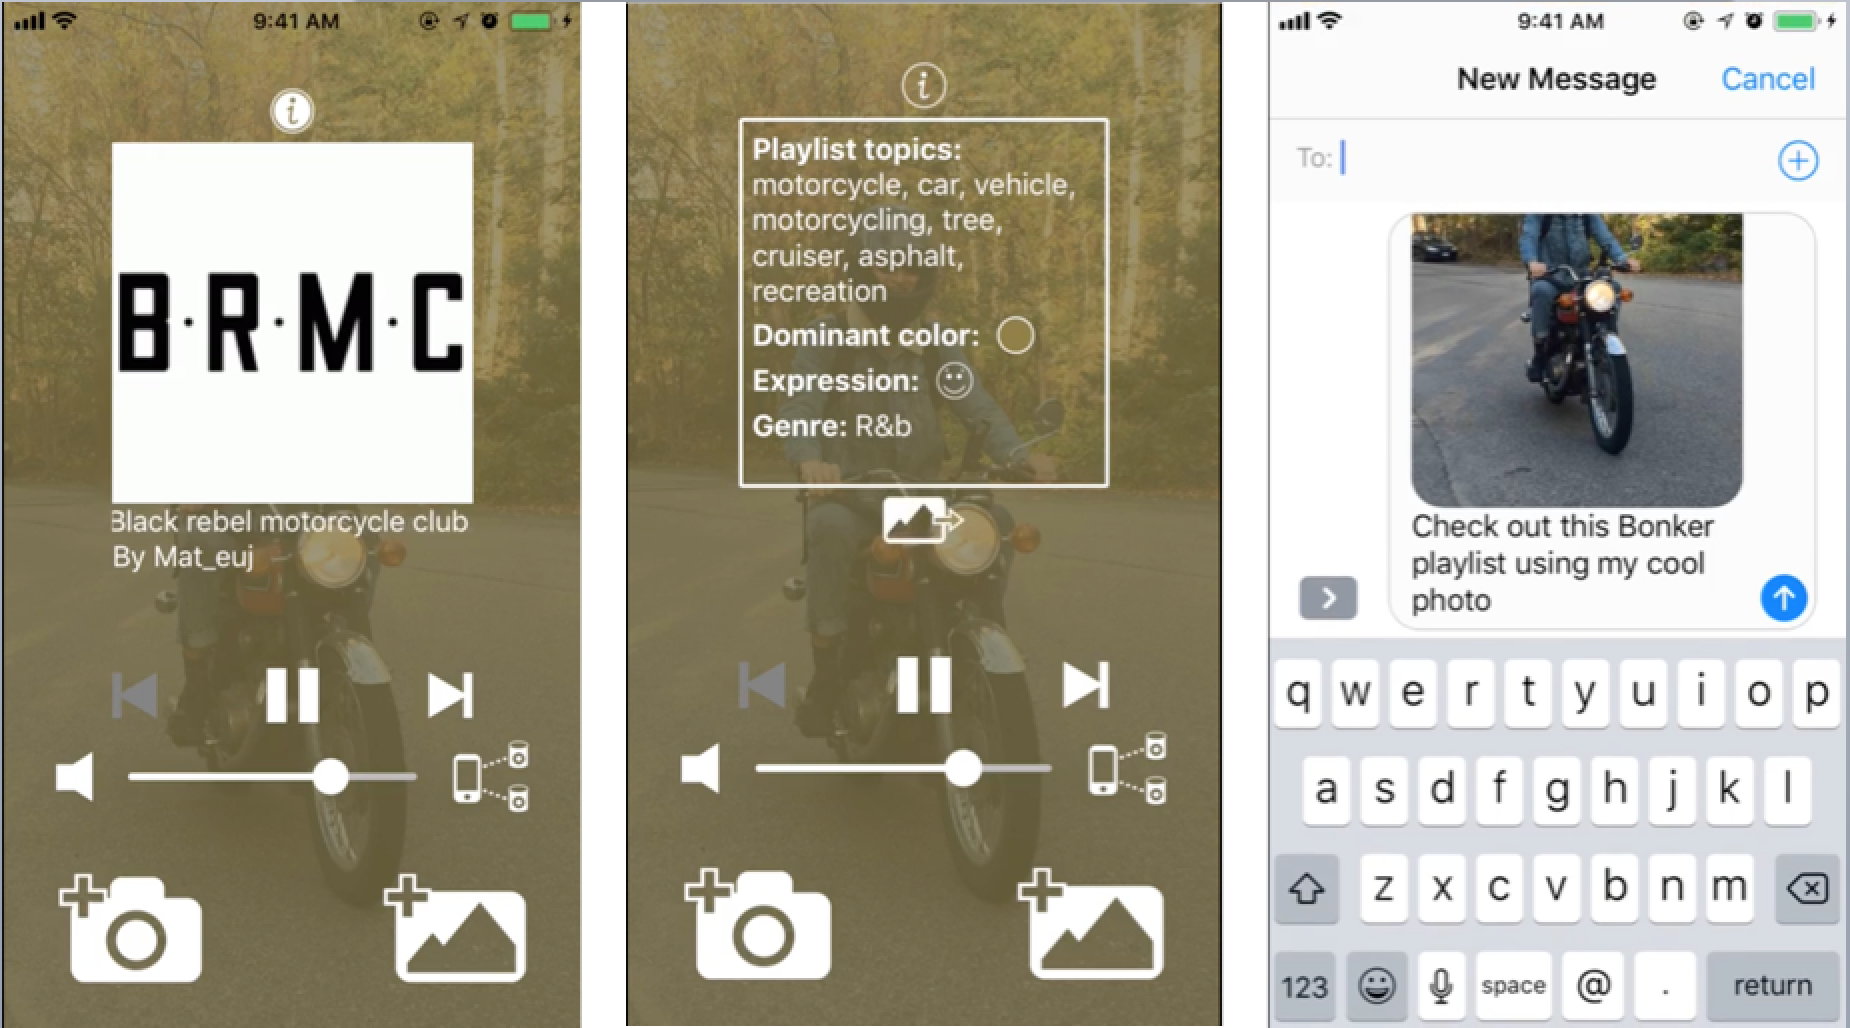 9:41 AM
B·R·M·C
Black rebel motorcycle club
By Mat_euj
Playlist topics:
motorcycle, car, vehicle,
motorcycling, tree,
cruiser, asphalt,
recreation
Dominant color:
Expression:
Genre: R&b
9:41 AM
New Message
Cancel
To:
Check out this Bonker
playlist using my cool
photo
q w e r t y u i o p
a s d f g h j k l
z x c v b n m
123 space @ . return